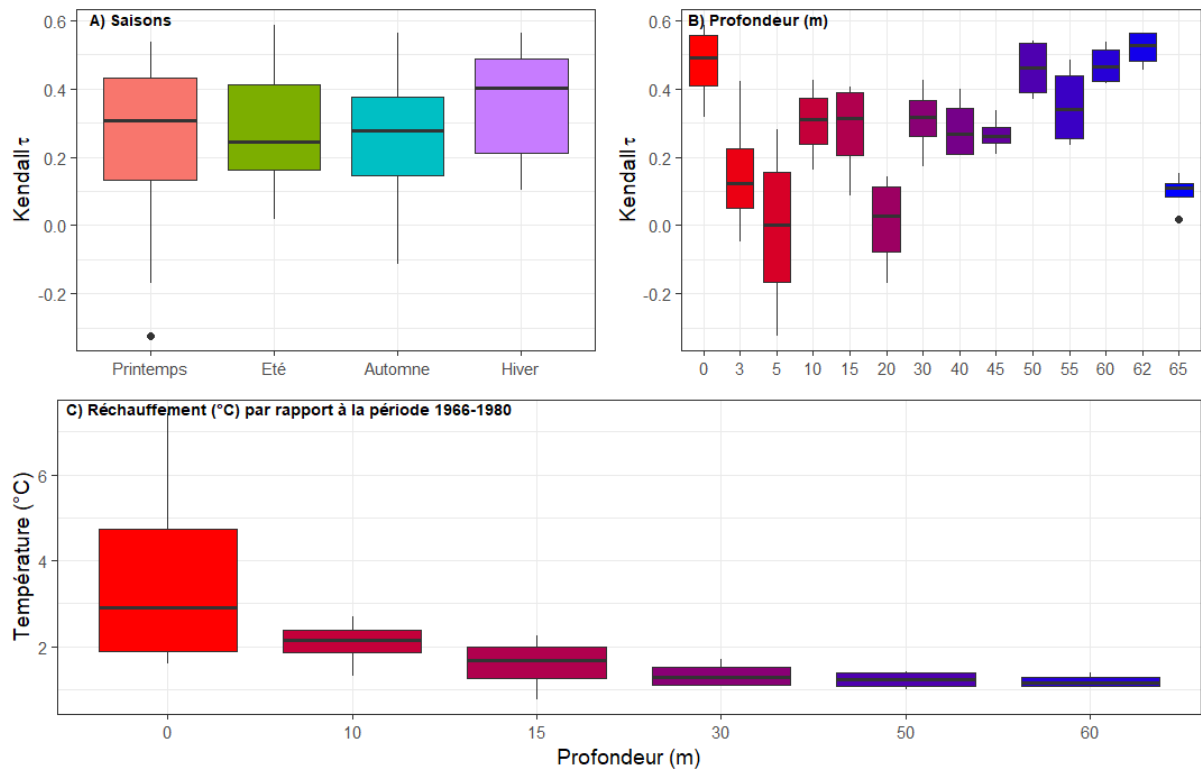 A) Saisons
Kendall τ
0.6
0.4
0.2
0.0
-0.2
Printemps Eté Automne Hiver
B) Profondeur (m)
Kendall τ
0.6
0.4
0.2
0.0
-0.2
0 3 5 10 15 20 30 40 45 50 55 60 62 65
C) Réchauffement (°C) par rapport à la période 1966-1980
Température (°C)
6
4
2
0 10 15 30 50 60
Profondeur (m)